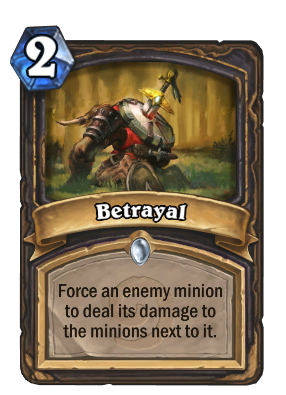 2
Betrayal
Force an enemy minion
to deal its damage to
the minions next to it.